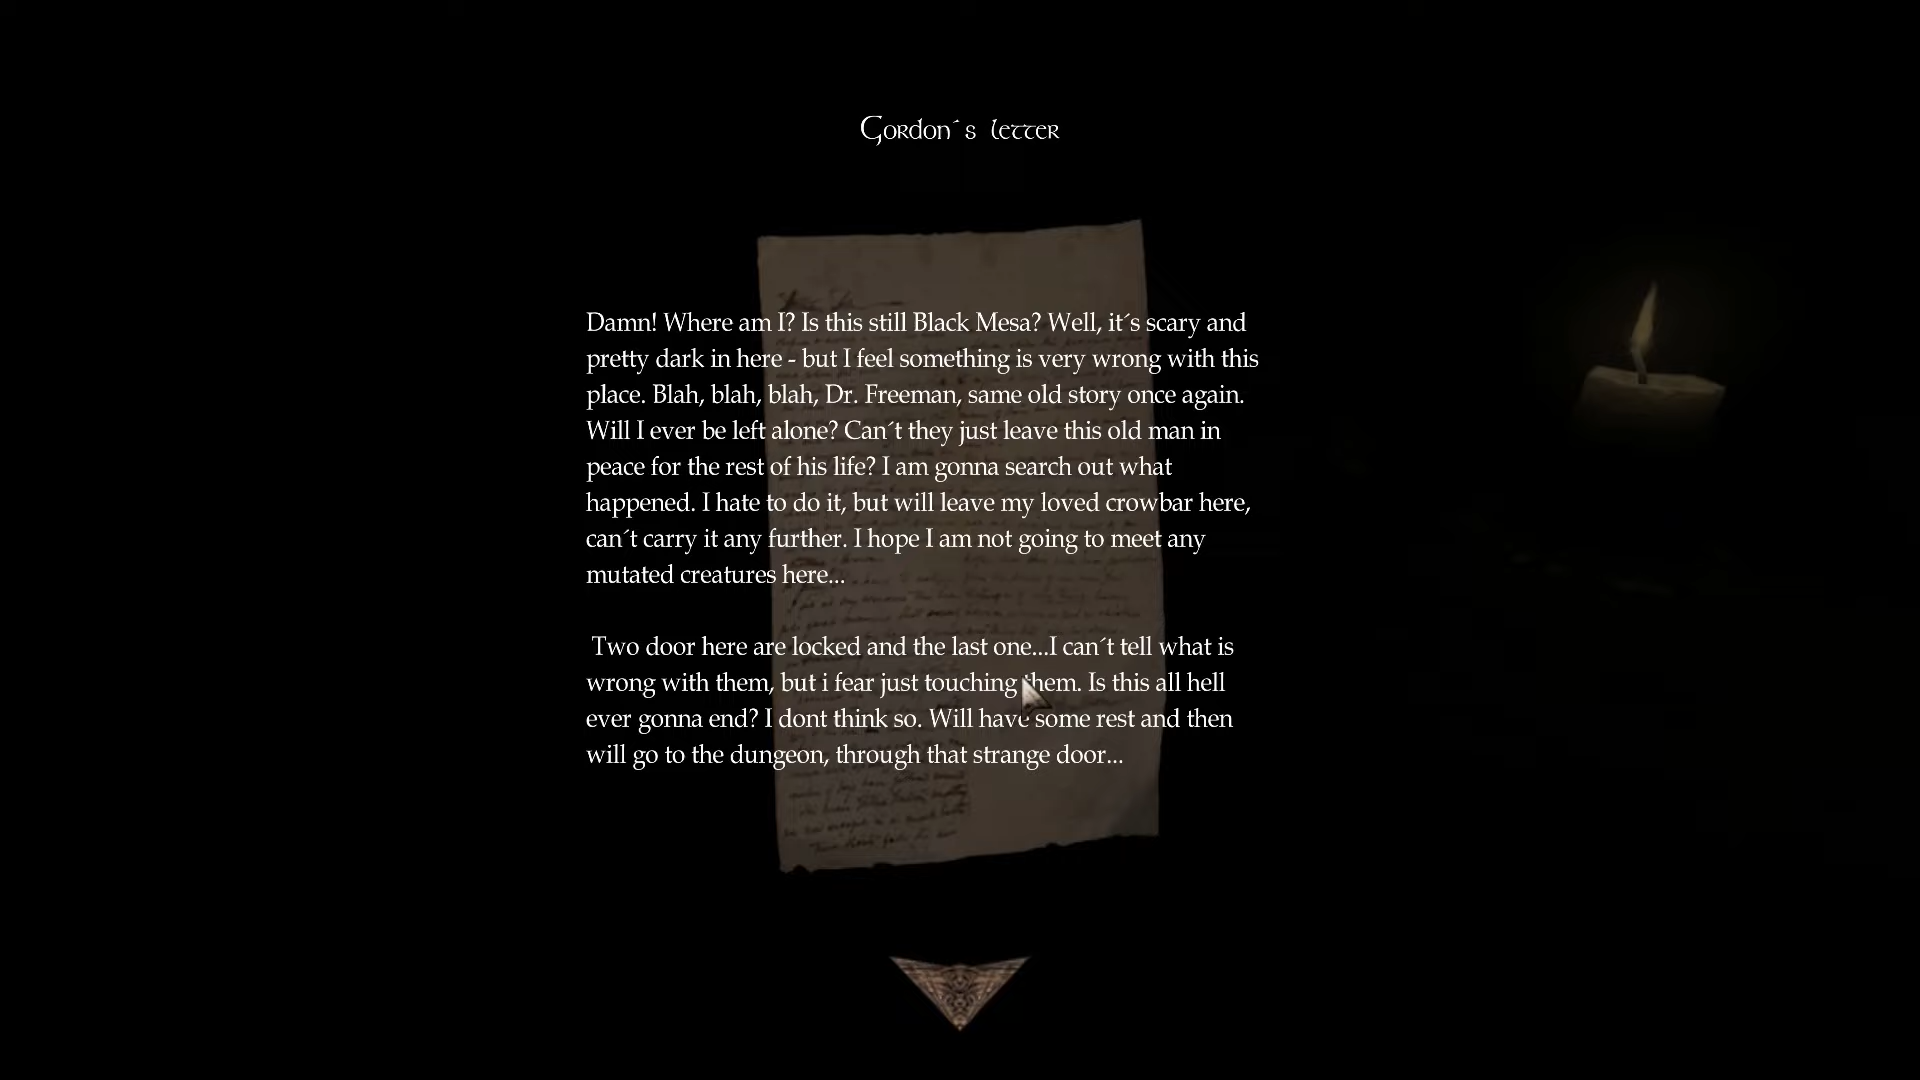 Gordon´s letter
Damn! Where am I? Is this still Black Mesa? Well, it´s scary and
pretty dark in here - but I feel something is very wrong with this
place. Blah, blah, blah, Dr. Freeman, same old story once again.
Will I ever be left alone? Can´t they just leave this old man in
peace for the rest of his life? I am gonna search out what
happened. I hate to do it, but will leave my loved crowbar here,
can´t carry it any further. I hope I am not going to meet any
mutated creatures here...
Two door here are locked and the last one...I can´t tell what is
wrong with them, but i fear just touching them. Is this all hell
ever gonna end? I dont think so. Will have some rest and then
will go to the dungeon, through that strange door...